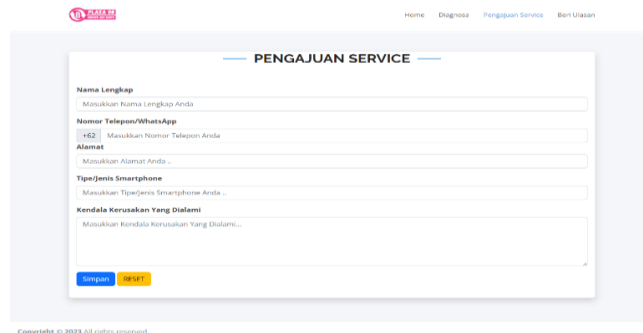 PLAZA 08
Home Diagnosa Pengajuan Service Beri Ulasan
PENGAJUAN SERVICE
Nama Lengkap
Masukkan Nama Lengkap Anda
Nomor Telepon/WhatsApp
+62 Masukkan Nomor Telepon Anda
Alamat
Masukkan Alamat Anda ..
Tipe/Jenis Smartphone
Masukkan Tipe/Jenis Smartphone Anda ..
Kendala Kerusakan Yang Dialami
Masukkan Kendala Kerusakan Yang Dialami...
Simpan RESET
Copyright © 2023 All rights reserved